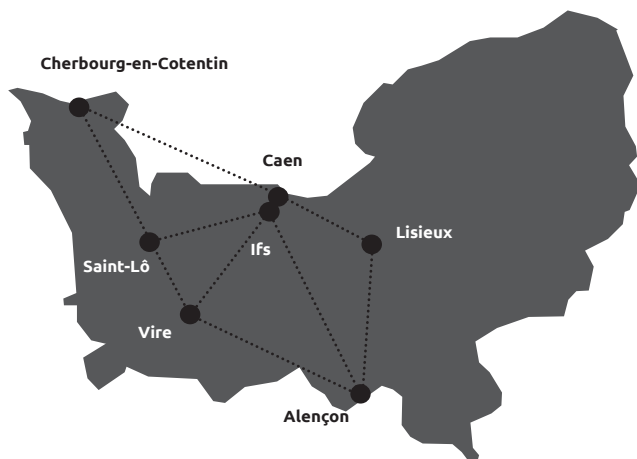 Cherbourg-en-Cotentin
Caen
Lisieux
Ifs
Saint-Lô
Vire
Alençon